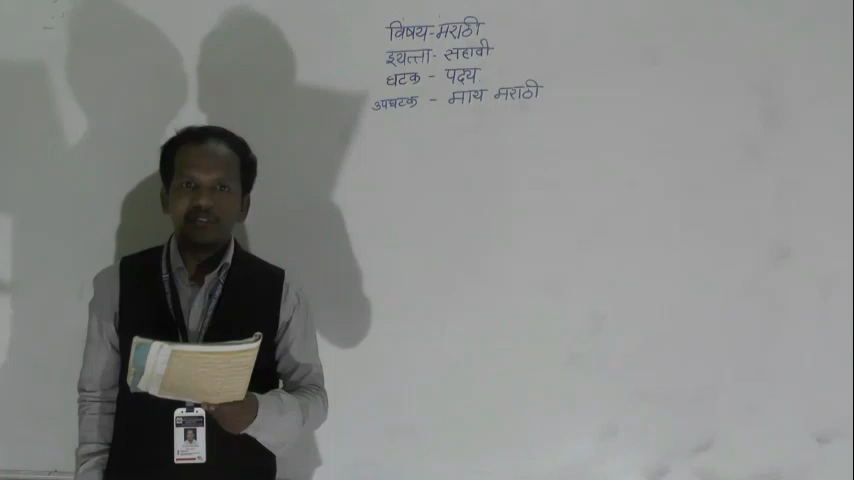 विषय-मराठी
इयत्ता- सहावी
घटक - पद्य
उपघटक - माय मराठी